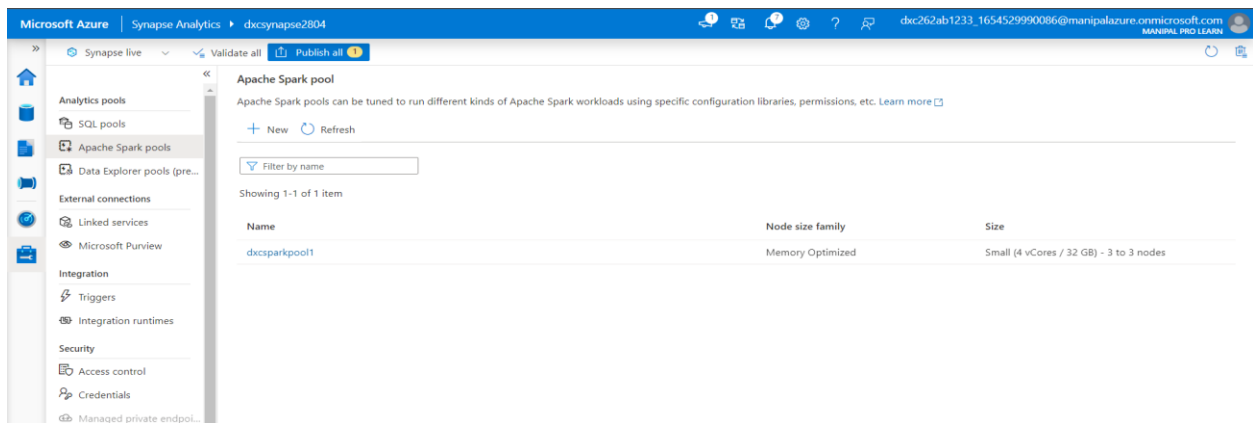 Microsoft Azure | Synapse Analytics ▸ dxcsynapse2804
1
7
dxc262ab1233_1654529990086@manipalazure.onmicrosoft.com
MANIPAL PRO LEARN
» Synapse live Validate all Publish all 1
«
Analytics pools
SQL pools
Apache Spark pools
Data Explorer pools (pre...
External connections
Linked services
Microsoft Purview
Integration
Triggers
Integration runtimes
Security
Access control
Credentials
Managed private endpoi...
Apache Spark pool
Apache Spark pools can be tuned to run different kinds of Apache Spark workloads using specific configuration libraries, permissions, etc. Learn more
+ New Refresh
Filter by name
Showing 1-1 of 1 item
Name Node size family Size
dxcsparkpool1 Memory Optimized Small (4 vCores / 32 GB) - 3 to 3 nodes